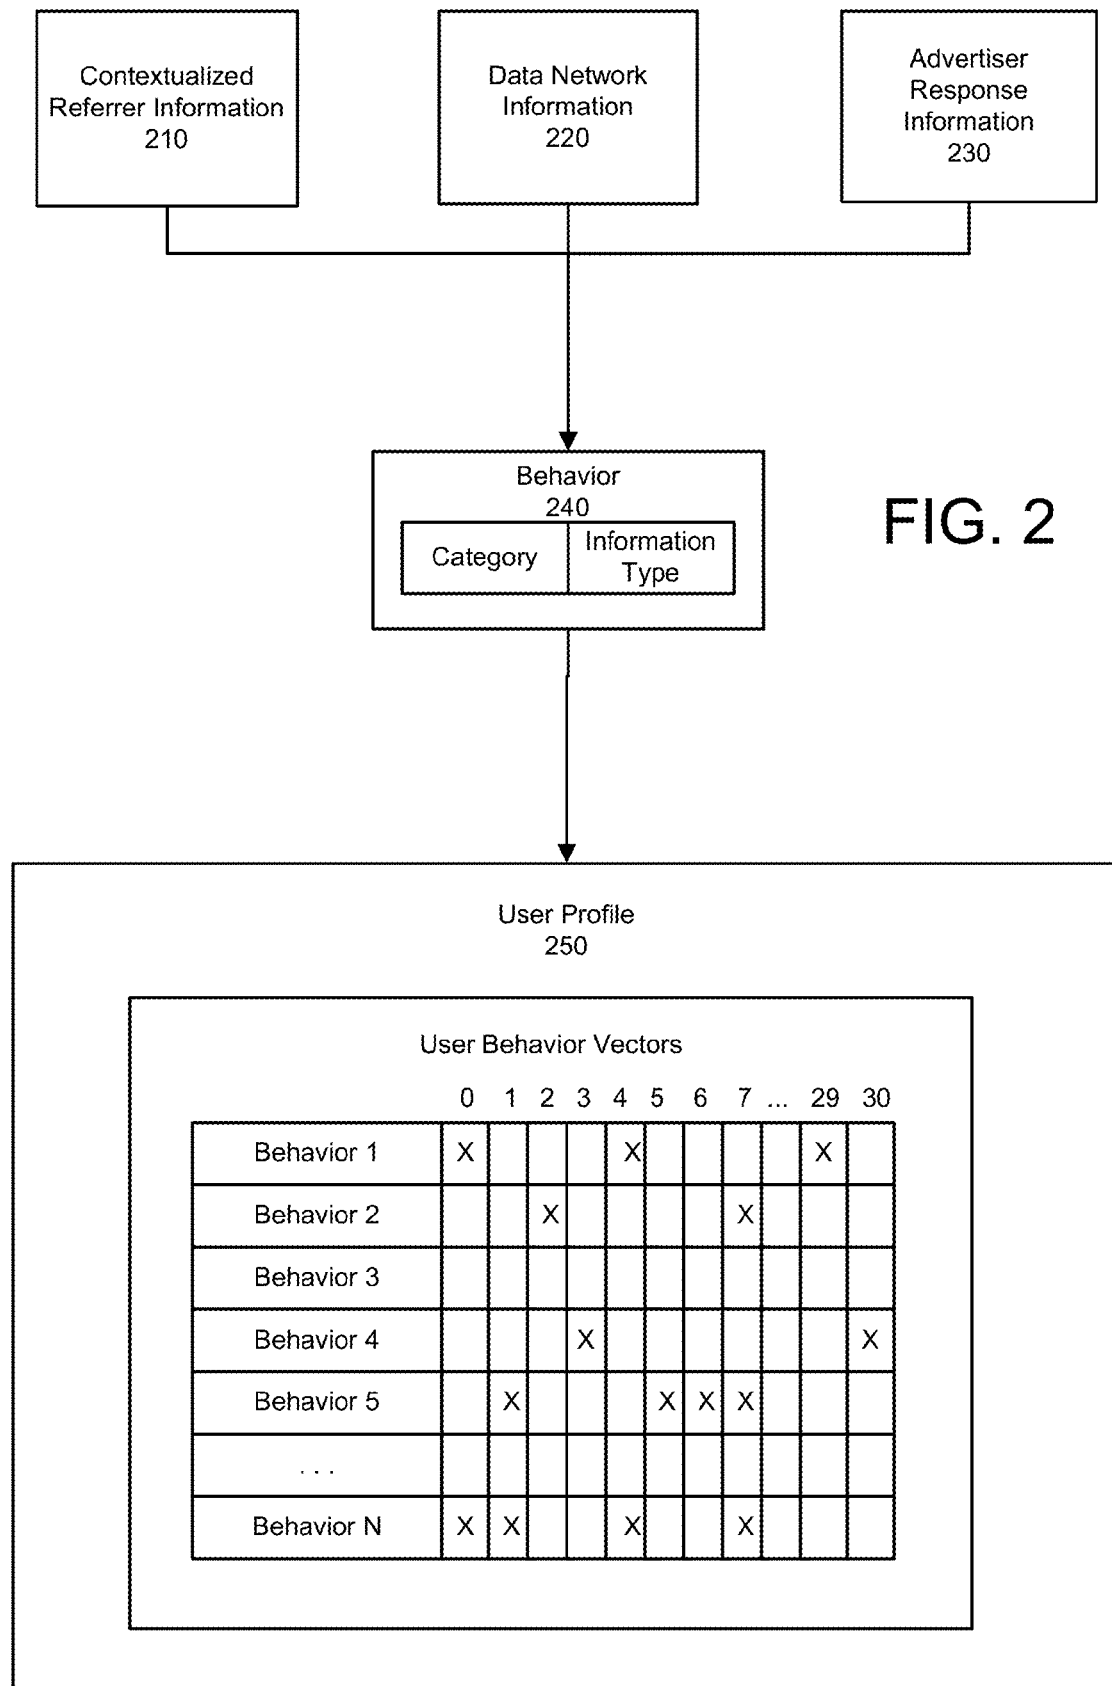 Contextualized
Referrer Information
210
Data Network
Information
220
Advertiser
Response
Information
230
Behavior
240
Category
Information
Type
FIG. 2
User Profile
250
User Behavior Vectors
0 1 2 3 4 5 6 7 ... 29 30
Behavior 1 X X X
Behavior 2 X X
Behavior 3
Behavior 4 X X
Behavior 5 X X X X
. . .
Behavior N X X X X